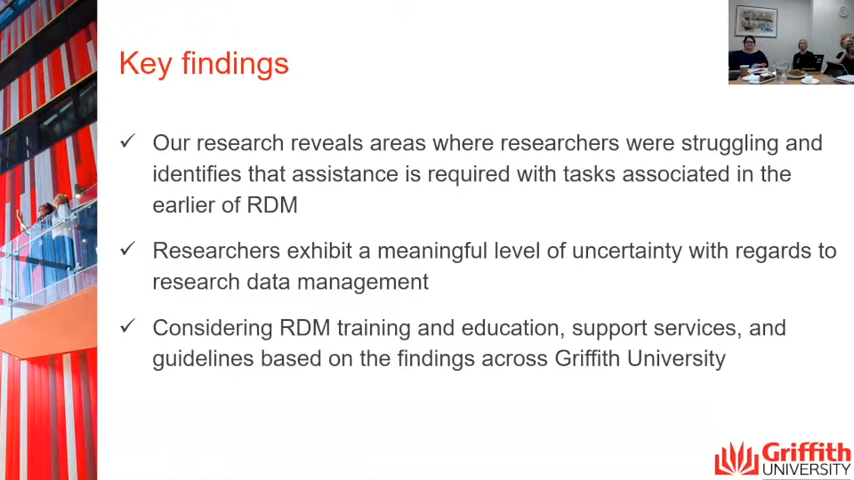 Key findings
✓ Our research reveals areas where researchers were struggling and
identifies that assistance is required with tasks associated in the
earlier of RDM
✓ Researchers exhibit a meaningful level of uncertainty with regards to
research data management
✓ Considering RDM training and education, support services, and
guidelines based on the findings across Griffith University
Griffith
UNIVERSITY